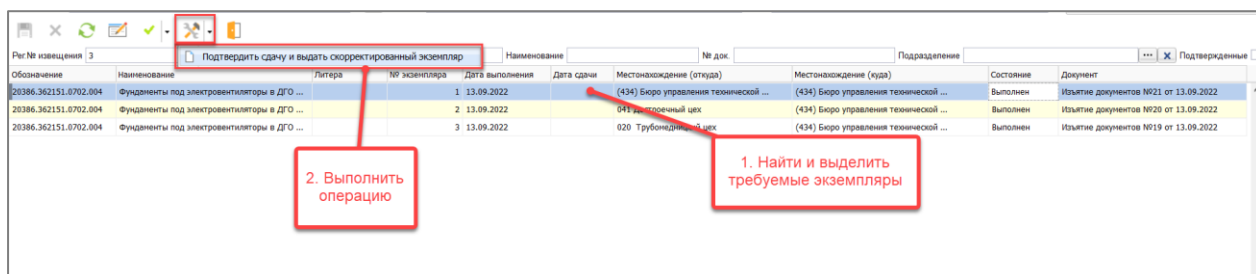 Рег.№ извещения 3 Наименование № док. Подразделение ... X Подтвержденные
Подтвердить сдачу и выдать скорректированный экземпляр
Обозначение Наименование Литера № экземпляра Дата выполнения Дата сдачи Местонахождение (откуда) Местонахождение (куда) Состояние Документ
20386.362151.0702.004 Фундаменты под электровентиляторы в ДГО ... 1 13.09.2022 (434) Бюро управления технической ... (434) Бюро управления технической ... Выполнен Изъятие документов №21 от 13.09.2022
20386.362151.0702.004 Фундаменты под электровентиляторы в ДГО ... 2 13.09.2022 041 цех (434) Бюро управления технической ... Выполнен Изъятие документов №20 от 13.09.2022
20386.362151.0702.004 Фундаменты под электровентиляторы в ДГО ... 3 13.09.2022 020 Трубомедницкий цех (434) Бюро управления технической ... Выполнен Изъятие документов №19 от 13.09.2022
2. Выполнить
операцию
1. Найти и выделить
требуемые экземпляры